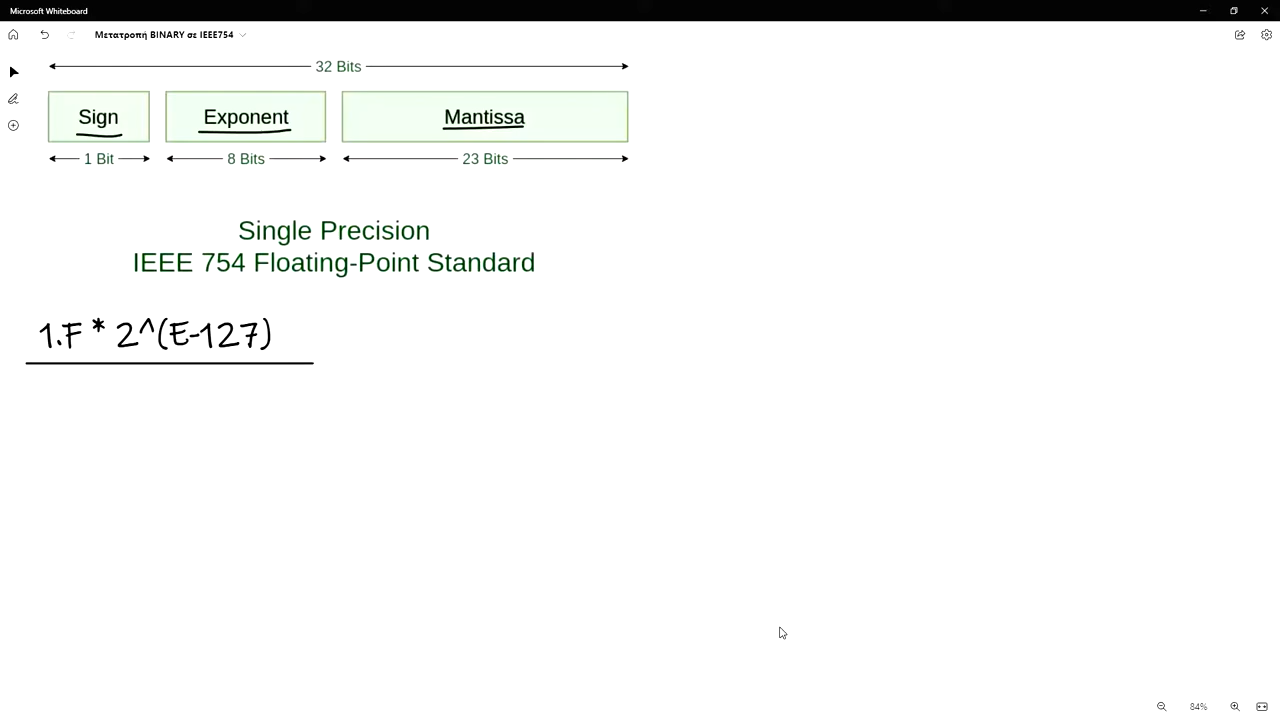 Microsoft Whiteboard
Μετατροπή BINARY σε IEEE754
32 Bits
Sign Exponent Mantissa
1 Bit 8 Bits 23 Bits
Single Precision
IEEE 754 Floating-Point Standard
1.F * 2^(E-127)
84%